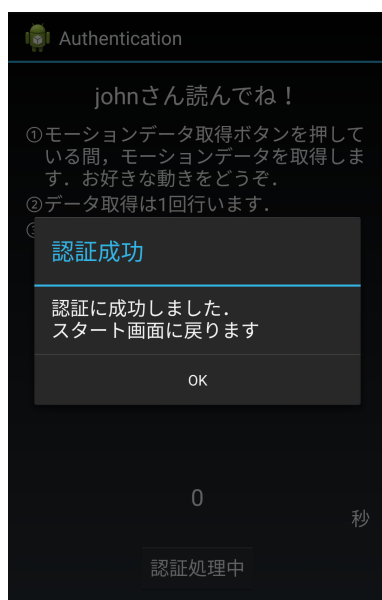 Authentication
johnさん読んでね！
①モーションデータ取得ボタンを押して
いる間，モーションデータを取得しま
す．お好きな動きをどうぞ．
②データ取得は1回行います．
③
認証成功
認証に成功しました．
スタート画面に戻ります
OK
0
秒
認証処理中